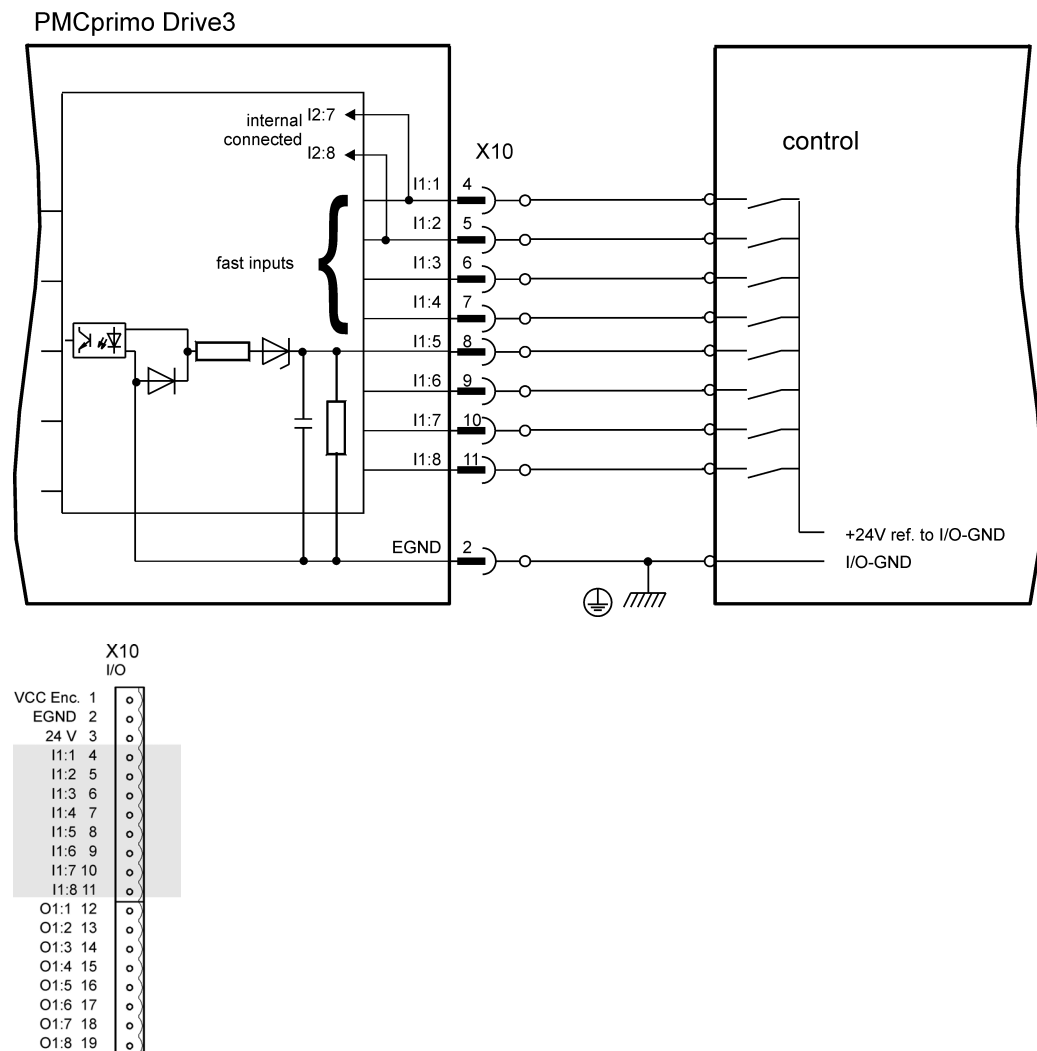 PMCprimo Drive3
internal I2:7
connected
I2:8
X10
control
I1:1 4
I1:2 5
fast inputs
I1:3 6
I1:4 7
I1:5 8
I1:6 9
I1:7 10
I1:8 11
EGND 2
+24V ref. to I/O-GND
I/O-GND
X10
I/O
VCC Enc. 1
EGND 2
24 V 3
I1:1 4
I1:2 5
I1:3 6
I1:4 7
I1:5 8
I1:6 9
I1:7 10
I1:8 11
O1:1 12
O1:2 13
O1:3 14
O1:4 15
O1:5 16
O1:6 17
O1:7 18
O1:8 19